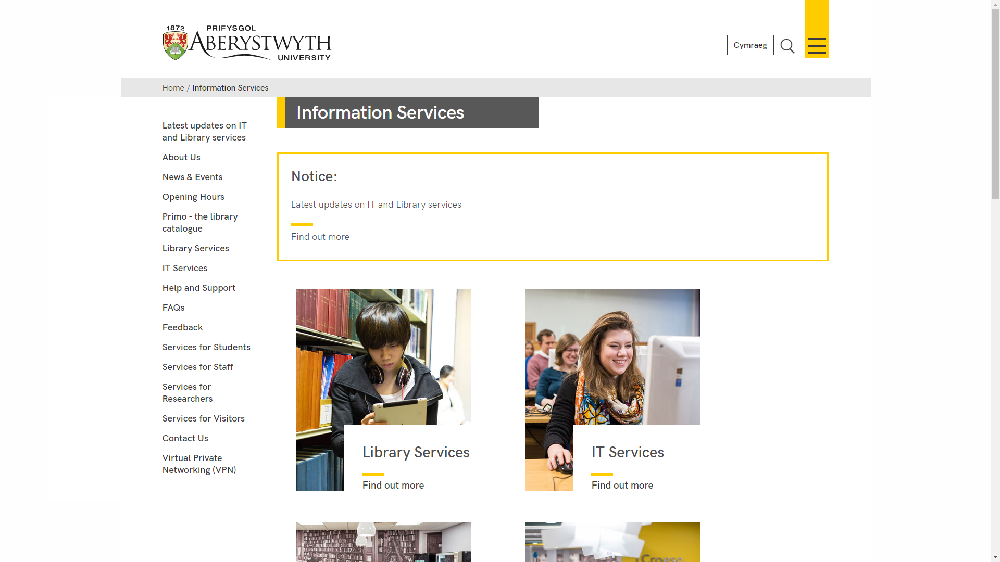 1872
PRIFYSGOL
ABERYSTWYTH
UNIVERSITY
Cymraeg
Home / Information Services
Information Services
Latest updates on IT
and Library services
About Us
News & Events
Opening Hours
Primo - the library
catalogue
Library Services
IT Services
Help and Support
FAQs
Feedback
Services for Students
Services for Staff
Services for
Researchers
Services for Visitors
Contact Us
Virtual Private
Networking (VPN)
Notice:
Latest updates on IT and Library services
Find out more
Library Services
Find out more
IT Services
Find out more
Croeso